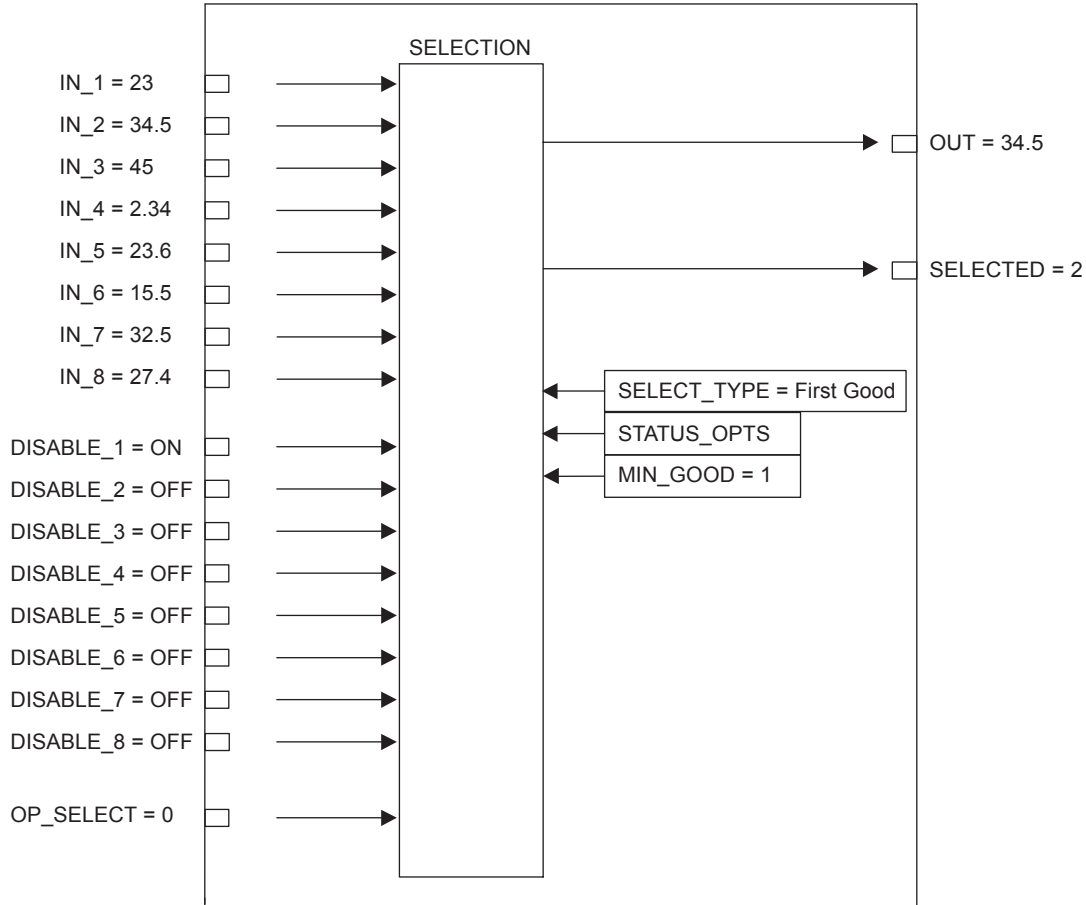 SELECTION
IN_1 = 23
IN_2 = 34.5
IN_3 = 45
IN_4 = 2.34
IN_5 = 23.6
IN_6 = 15.5
IN_7 = 32.5
IN_8 = 27.4
DISABLE_1 = ON
DISABLE_2 = OFF
DISABLE_3 = OFF
DISABLE_4 = OFF
DISABLE_5 = OFF
DISABLE_6 = OFF
DISABLE_7 = OFF
DISABLE_8 = OFF
OP_SELECT = 0
OUT = 34.5
SELECTED = 2
SELECT_TYPE = First Good
STATUS_OPTS
MIN_GOOD = 1